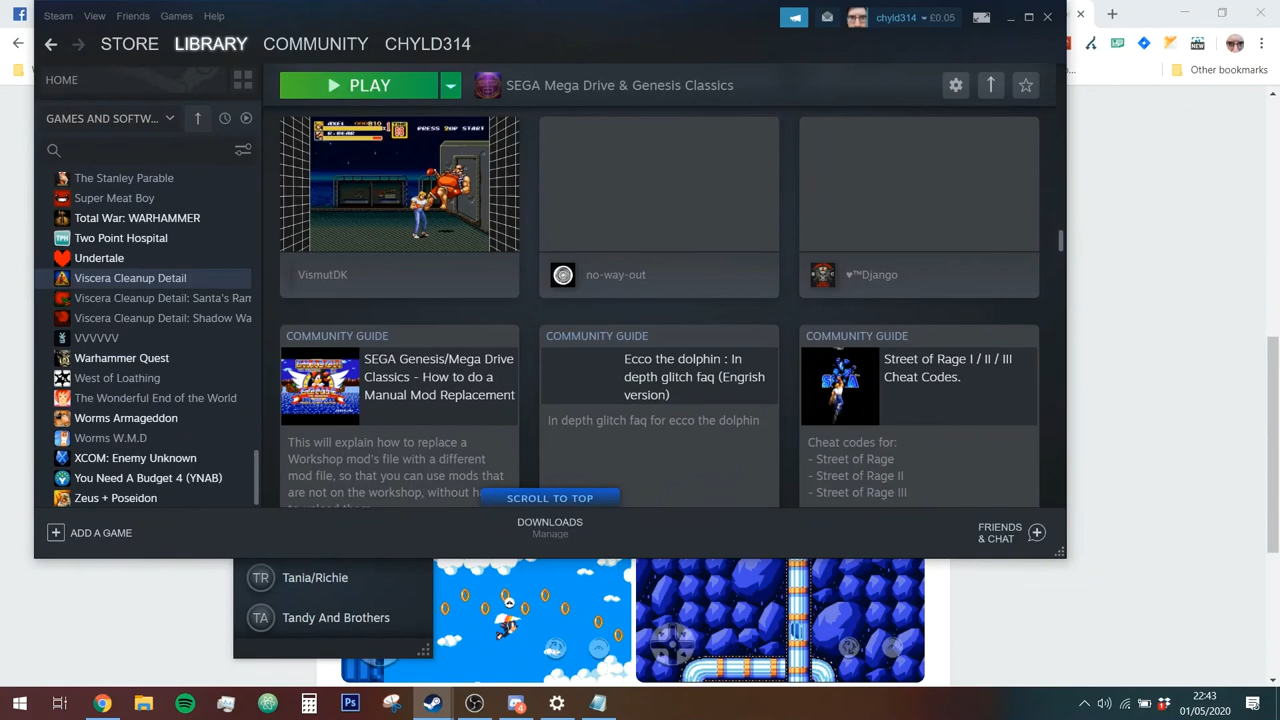 Steam View Friends Games Help
chyld314 £0.05
STORE LIBRARY COMMUNITY CHYLD314
Other bookmarks
HOME
PLAY
SEGA Mega Drive & Genesis Classics
GAMES AND SOFTW...
The Stanley Parable
Super Meat Boy
Total War: WARHAMMER
Two Point Hospital
Undertale
Viscera Cleanup Detail
Viscera Cleanup Detail: Santa's Ram
Viscera Cleanup Detail: Shadow Wa
VVVVVV
Warhammer Quest
West of Loathing
The Wonderful End of the World
Worms Armageddon
Worms W.M.D
XCOM: Enemy Unknown
You Need A Budget 4 (YNAB)
Zeus + Poseidon
PRESS 2DP START
VismutDK
no-way-out
♥™Django
COMMUNITY GUIDE
SEGA Genesis/Mega Drive
Classics - How to do a
Manual Mod Replacement
This will explain how to replace a
Workshop mod's file with a different
mod file, so that you can use mods that
are not on the workshop, without h
COMMUNITY GUIDE
Ecco the dolphin : In
depth glitch faq (Engrish
version)
In depth glitch faq for ecco the dolphin
COMMUNITY GUIDE
Street of Rage I / II / III
Cheat Codes.
Cheat codes for:
- Street of Rage
- Street of Rage II
- Street of Rage III
SCROLL TO TOP
ADD A GAME
DOWNLOADS
Manage
FRIENDS
& CHAT
TR Tania/Richie
TA Tandy And Brothers
22:43
01/05/2020